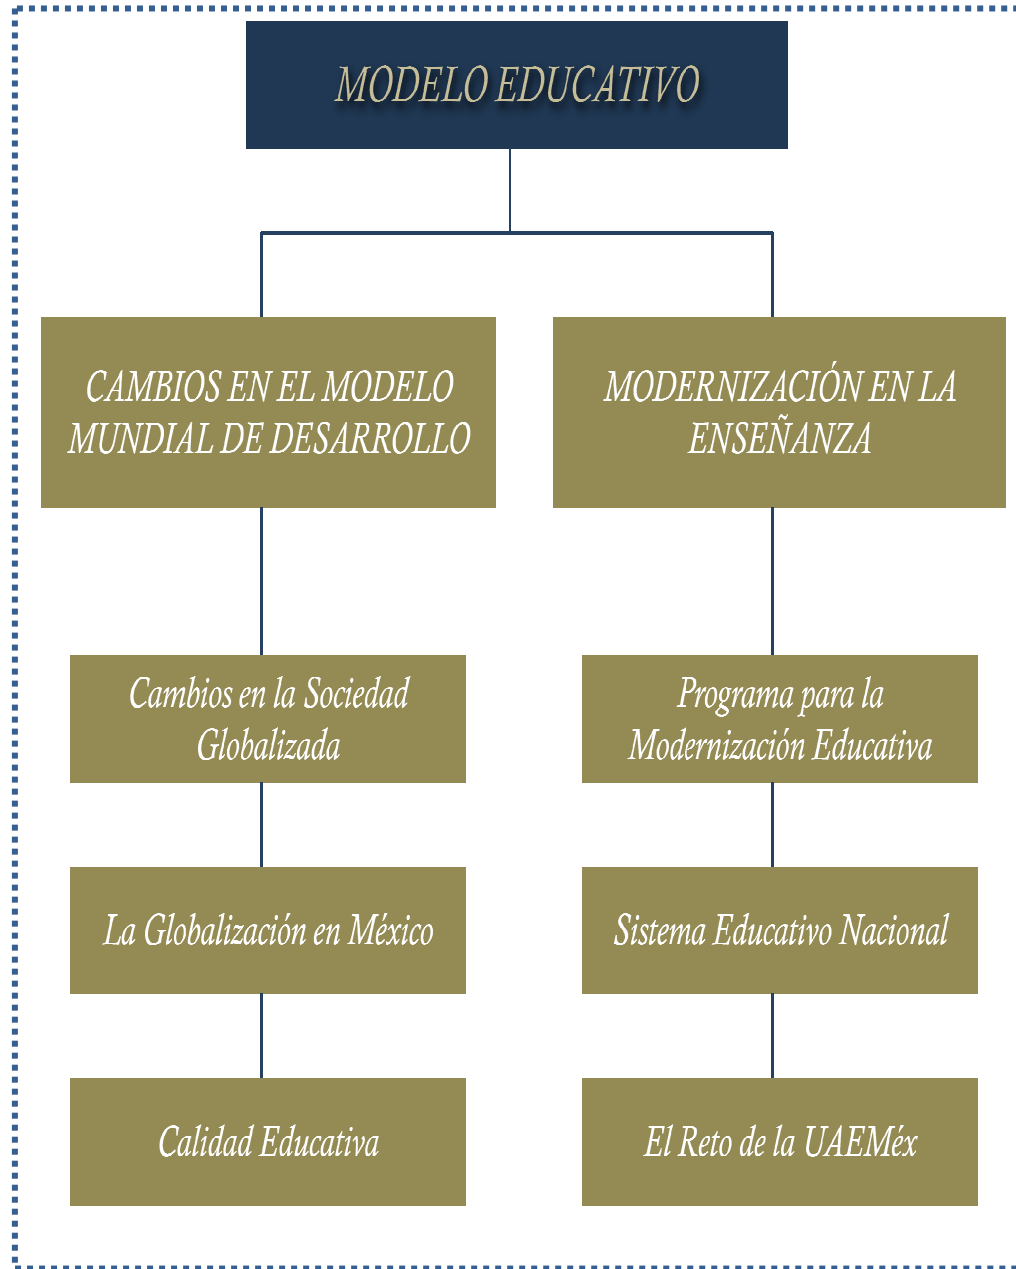 MODELO EDUCATIVO
CAMBIOS EN EL MODELO
MUNDIAL DE DESARROLLO
MODERNIZACIÓN EN LA
ENSEÑANZA
Cambios en la Sociedad
Globalizada
Programa para la
Modernización Educativa
La Globalización en México
Sistema Educativo Nacional
Calidad Educativa
El Reto de la UAEMéx